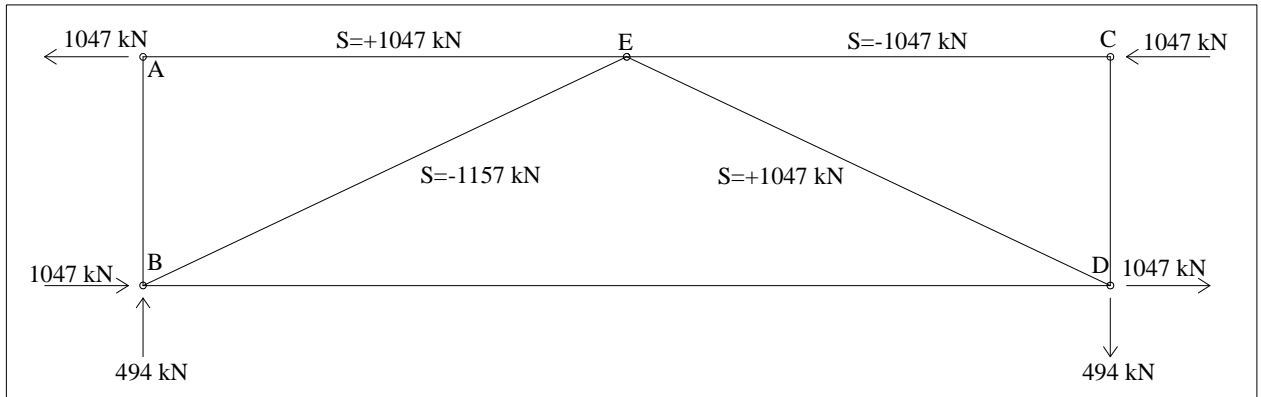 1047 kN
S=+1047 kN
E
S=-1047 kN
C
1047 kN
A
S=-1157 kN
S=+1047 kN
B
D
1047 kN
1047 kN
494 kN
494 kN